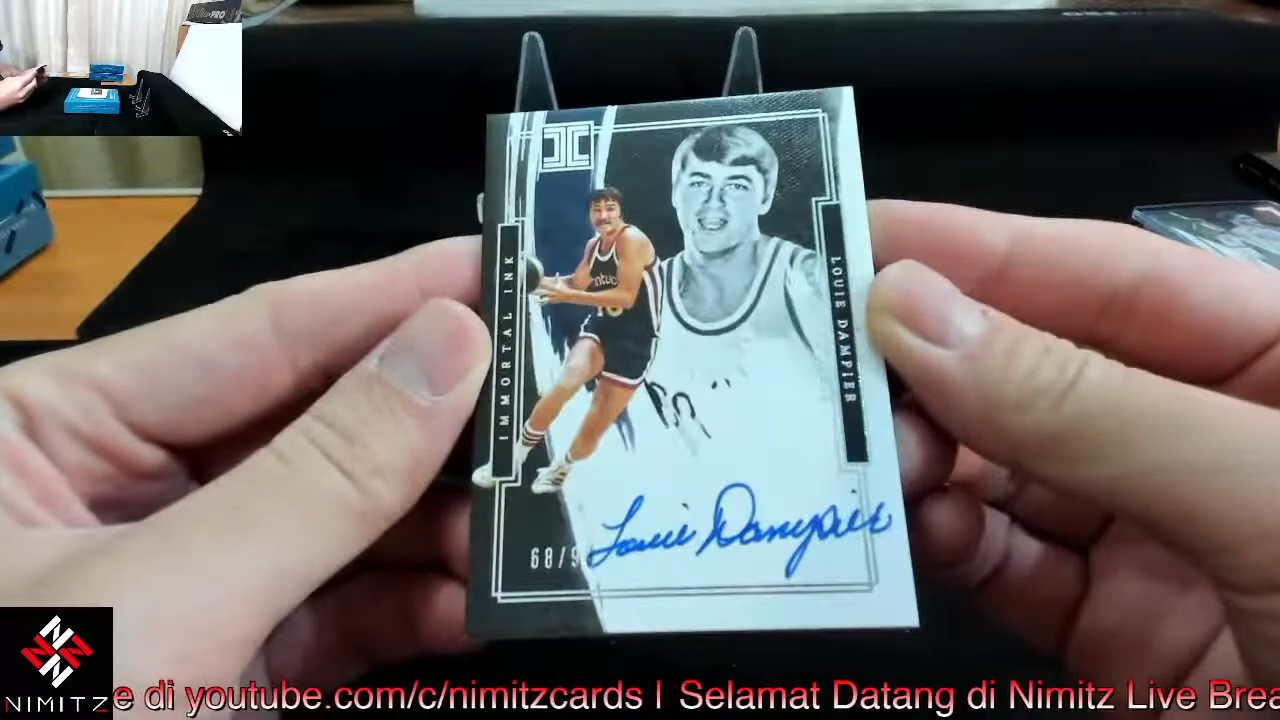 IMMORTAL INK
LOUIE DAMPIER
Louie Dampier
68/9
NIMITZ
e di youtube.com/c/nimitzcards | Selamat Datang di Nimitz Live Brea